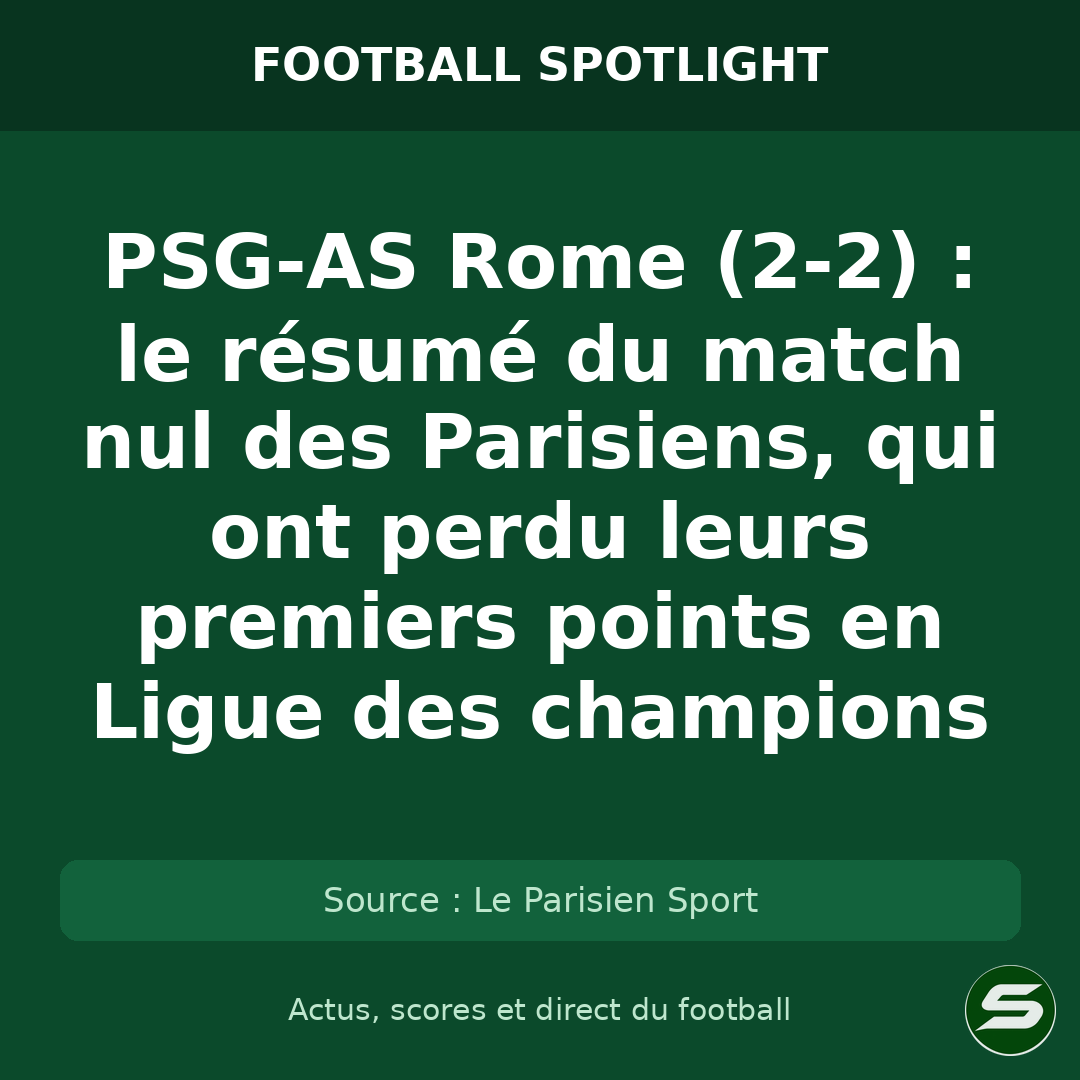 FOOTBALL SPOTLIGHT
PSG-AS Rome (2-2) :
le résumé du match
nul des Parisiens, qui
ont perdu leurs
premiers points en
Ligue des champions
Source : Le Parisien Sport
Actus, scores et direct du football
S